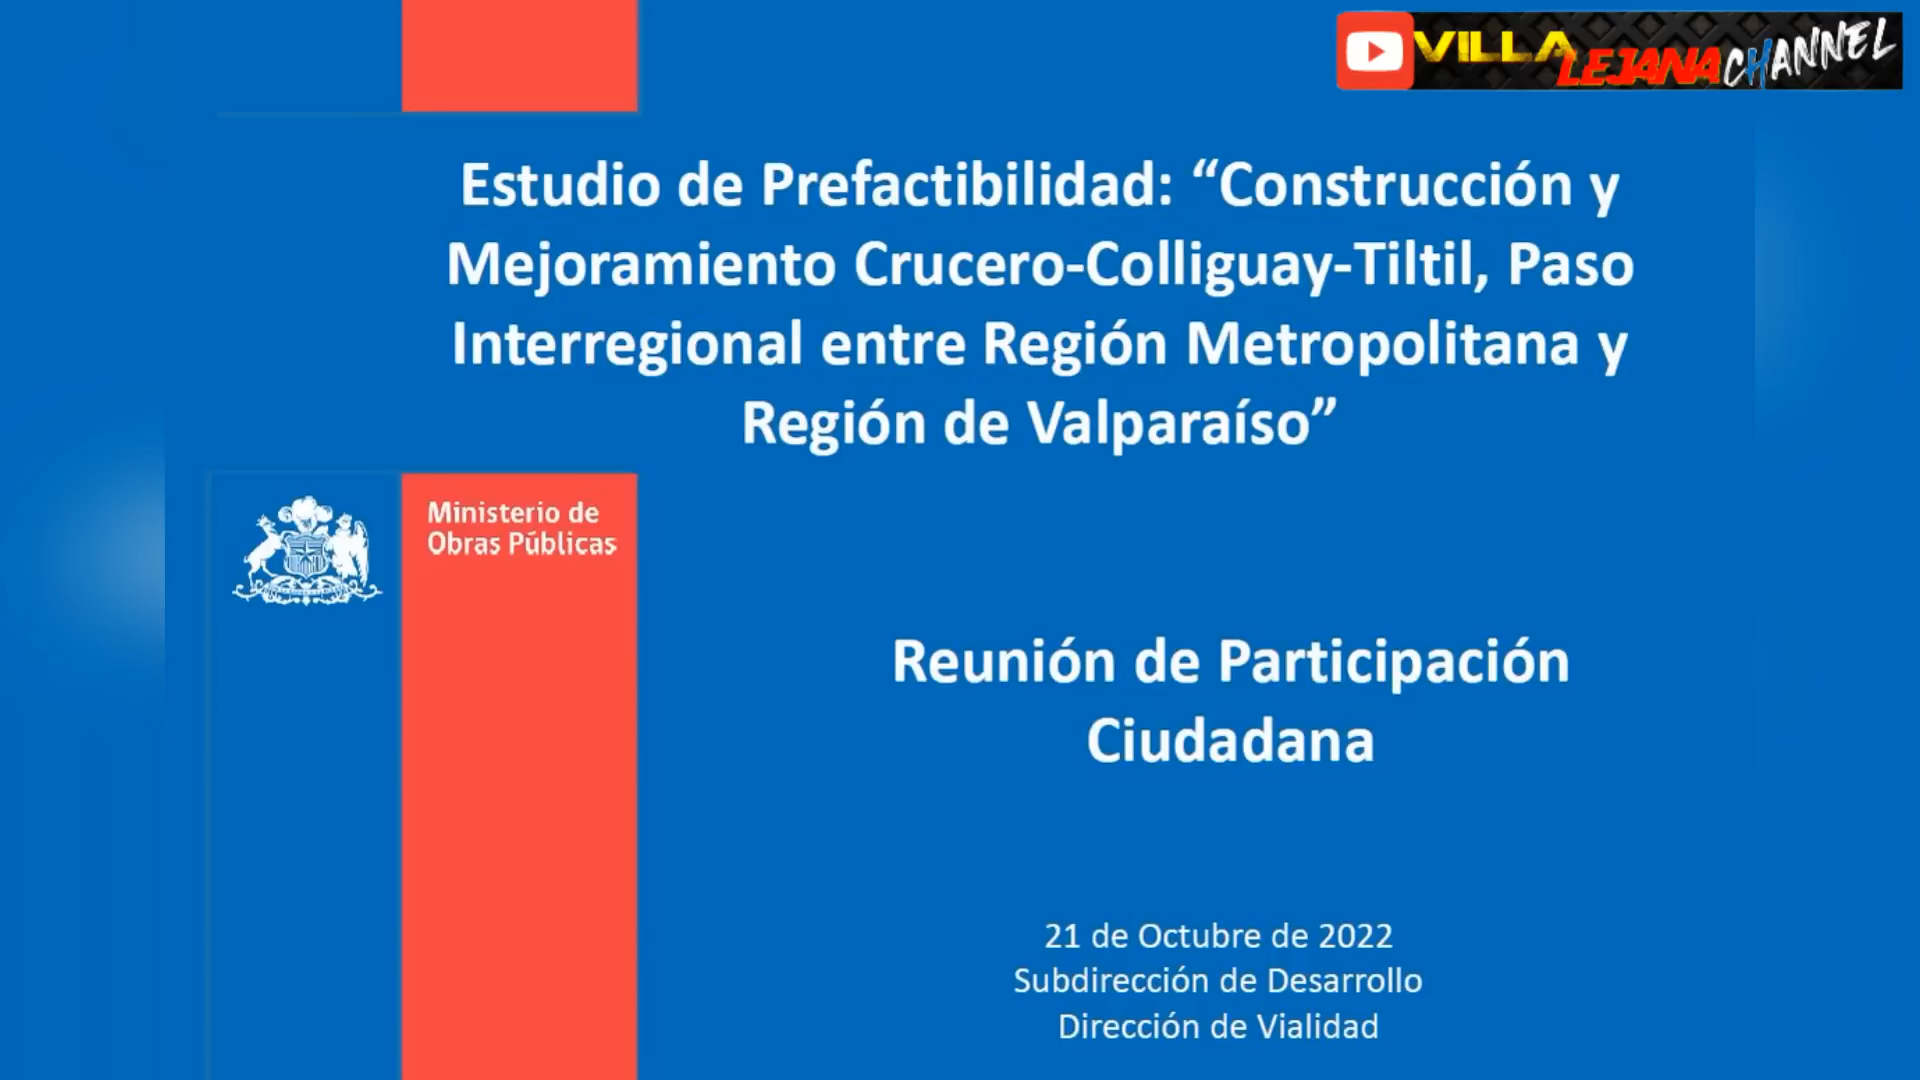 VILLA LEJANA CHANNEL
Estudio de Prefactibilidad: “Construcción y
Mejoramiento Crucero-Colliguay-Tiltil, Paso
Interregional entre Región Metropolitana y
Región de Valparaíso”
Ministerio de
Obras Públicas
Reunión de Participación
Ciudadana
21 de Octubre de 2022
Subdirección de Desarrollo
Dirección de Vialidad